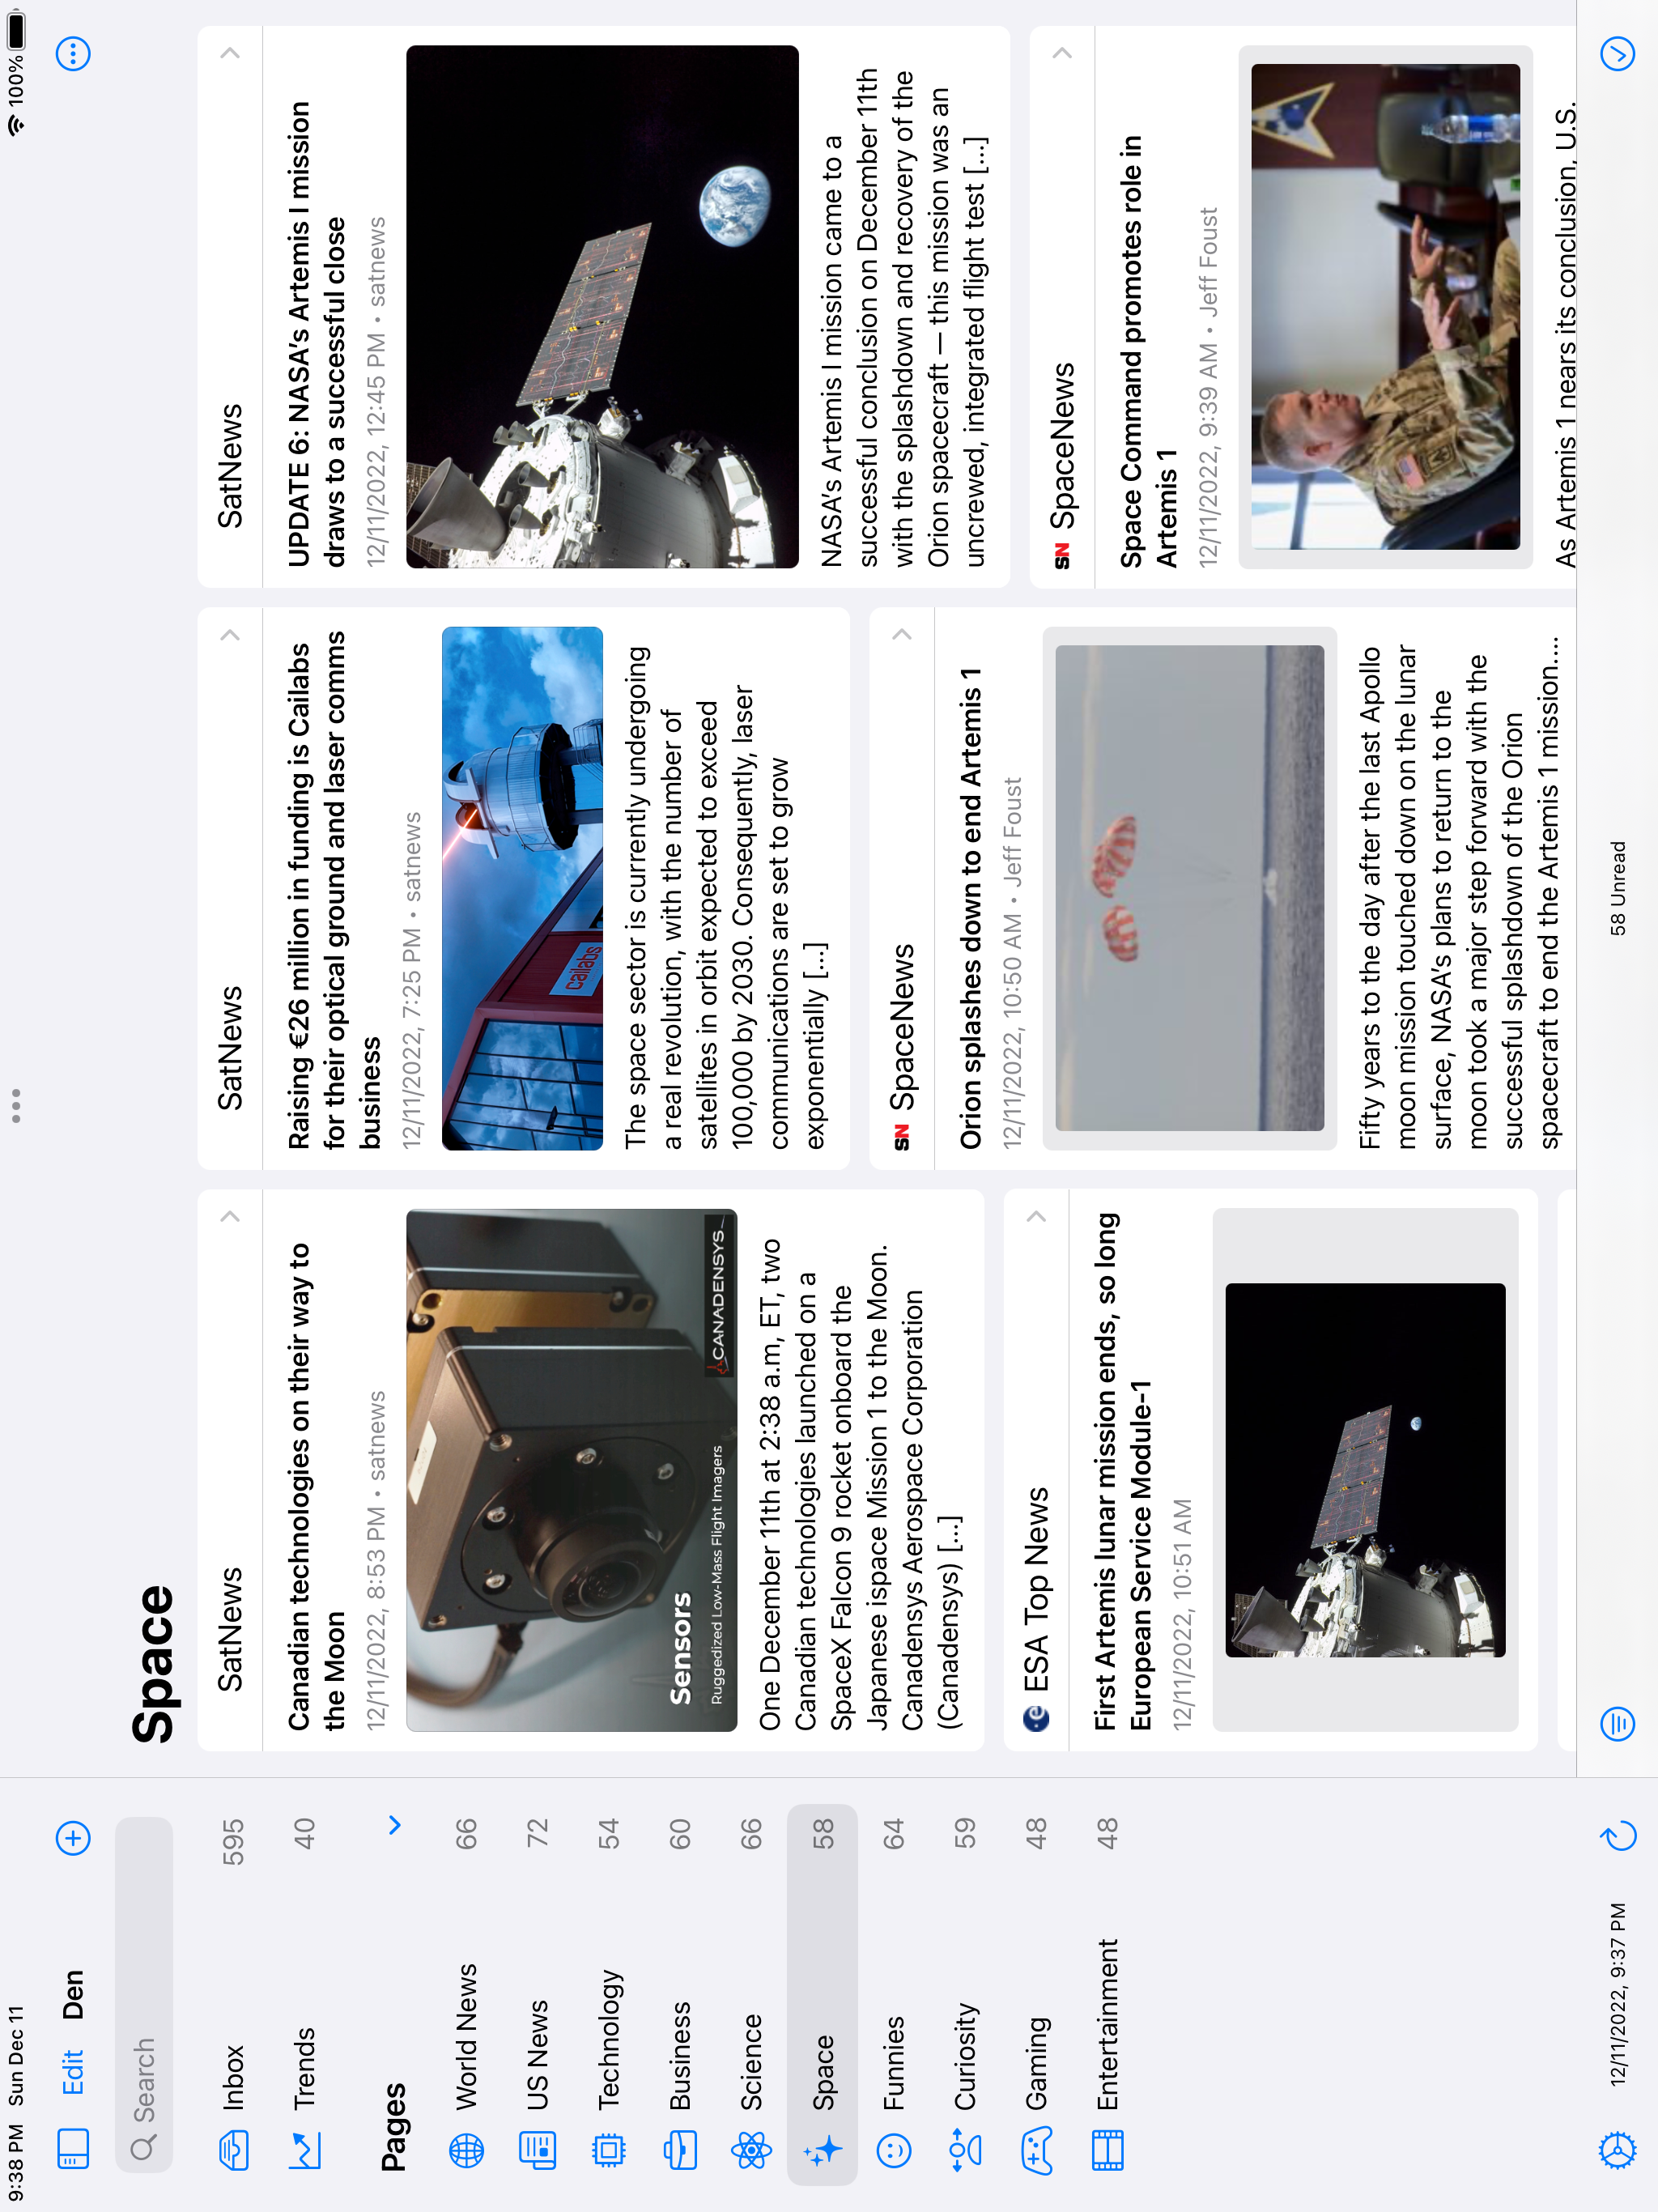 9:38 PM Sun Dec 11
100%
Edit Den
Search
Inbox 595
Trends 40
Pages
World News 66
US News 72
Technology 54
Business 60
Science 66
Space 58
Funnies 64
Curiosity 59
Gaming 48
Entertainment 48
12/11/2022, 9:37 PM
Space
SatNews
Canadian technologies on their way to
the Moon
12/11/2022, 8:53 PM • satnews
Sensors
Ruggedized Low-Mass Flight Imagers
CANADENSYS
One December 11th at 2:38 a.m, ET, two
Canadian technologies launched on a
SpaceX Falcon 9 rocket onboard the
Japanese ispace Mission 1 to the Moon.
Canadensys Aerospace Corporation
(Canadensys) [...]
ESA Top News
First Artemis lunar mission ends, so long
European Service Module-1
12/11/2022, 10:51 AM
SatNews
Raising €26 million in funding is Cailabs
for their optical ground and laser comms
business
12/11/2022, 7:25 PM • satnews
cailabs
The space sector is currently undergoing
a real revolution, with the number of
satellites in orbit expected to exceed
100,000 by 2030. Consequently, laser
communications are set to grow
exponentially [...]
SN SpaceNews
Orion splashes down to end Artemis 1
12/11/2022, 10:50 AM • Jeff Foust
Fifty years to the day after the last Apollo
moon mission touched down on the lunar
surface, NASA's plans to return to the
moon took a major step forward with the
successful splashdown of the Orion
spacecraft to end the Artemis 1 mission....
SatNews
UPDATE 6: NASA's Artemis I mission
draws to a successful close
12/11/2022, 12:45 PM • satnews
NASA's Artemis I mission came to a
successful conclusion on December 11th
with the splashdown and recovery of the
Orion spacecraft — this mission was an
uncrewed, integrated flight test [...]
SN SpaceNews
Space Command promotes role in
Artemis 1
12/11/2022, 9:39 AM • Jeff Foust
As Artemis 1 nears its conclusion, U.S.
58 Unread